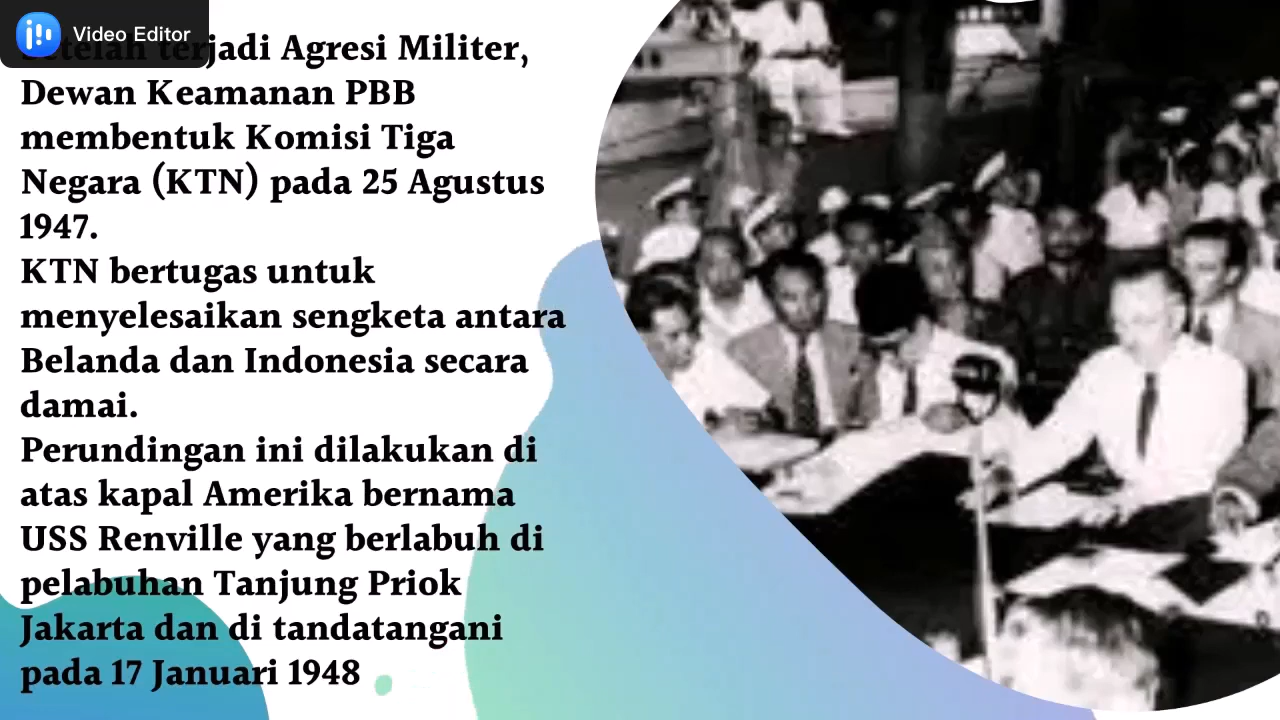 Video Editor
terjadi Agresi Militer,
Dewan Keamanan PBB
membentuk Komisi Tiga
Negara (KTN) pada 25 Agustus
1947.
KTN bertugas untuk
menyelesaikan sengketa antara
Belanda dan Indonesia secara
damai.
Perundingan ini dilakukan di
atas kapal Amerika bernama
USS Renville yang berlabuh di
pelabuhan Tanjung Priok
Jakarta dan di tandatangani
pada 17 Januari 1948